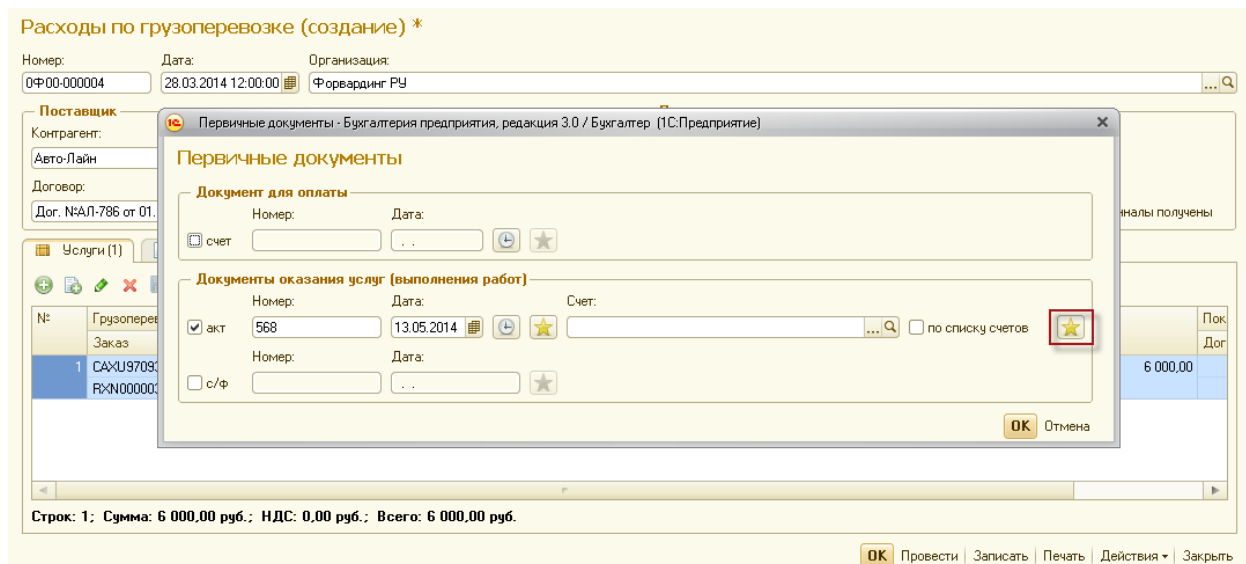 Расходы по грузоперевозке (создание) *
Номер: Дата: Организация:
0Ф00-000004 28.03.2014 12:00:00 Форвардинг РУ ...
Поставщик
Контрагент:
Авто-Лайн
Договор:
Дог. №АЛ-786 от 01.
налы получены
Услуги (1)
№ Грузоперев Пок
Заказ Дог
1 CAXU9709 6 000,00
RXN000000
1С Первичные документы - Бухгалтерия предприятия, редакция 3.0 / Бухгалтер (1С:Предприятие)
Первичные документы
Документ для оплаты
Номер: Дата:
счет . .
Документы оказания услуг (выполнения работ)
Номер: Дата: Счет:
акт 568 13.05.2014 ... по списку счетов
Номер: Дата:
с/ф . .
OK Отмена
Строк: 1; Сумма: 6 000,00 руб.; НДС: 0,00 руб.; Всего: 6 000,00 руб.
OK Провести Записать Печать Действия Закрыть